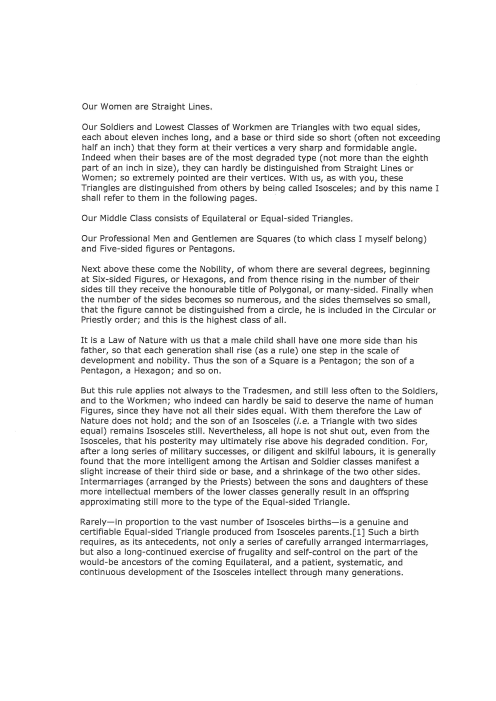 Our Women are Straight Lines.
Our Soldiers and Lowest Classes of Workmen are Triangles with two equal sides,
each about eleven inches long, and a base or third side so short (often not exceeding
half an inch) that they form at their vertices a very sharp and formidable angle.
Indeed when their bases are of the most degraded type (not more than the eighth
part of an inch in size), they can hardly be distinguished from Straight Lines or
Women; so extremely pointed are their vertices. With us, as with you, these
Triangles are distinguished from others by being called Isosceles; and by this name I
shall refer to them in the following pages.
Our Middle Class consists of Equilateral or Equal-sided Triangles.
Our Professional Men and Gentlemen are Squares (to which class I myself belong)
and Five-sided figures or Pentagons.
Next above these come the Nobility, of whom there are several degrees, beginning
at Six-sided Figures, or Hexagons, and from thence rising in the number of their
sides till they receive the honourable title of Polygonal, or many-sided. Finally when
the number of the sides becomes so numerous, and the sides themselves so small,
that the figure cannot be distinguished from a circle, he is included in the Circular or
Priestly order; and this is the highest class of all.
It is a Law of Nature with us that a male child shall have one more side than his
father, so that each generation shall rise (as a rule) one step in the scale of
development and nobility. Thus the son of a Square is a Pentagon; the son of a
Pentagon, a Hexagon; and so on.
But this rule applies not always to the Tradesmen, and still less often to the Soldiers,
and to the Workmen; who indeed can hardly be said to deserve the name of human
Figures, since they have not all their sides equal. With them therefore the Law of
Nature does not hold; and the son of an Isosceles (i.e. a Triangle with two sides
equal) remains Isosceles still. Nevertheless, all hope is not shut out, even from the
Isosceles, that his posterity may ultimately rise above his degraded condition. For,
after a long series of military successes, or diligent and skilful labours, it is generally
found that the more intelligent among the Artisan and Soldier classes manifest a
slight increase of their third side or base, and a shrinkage of the two other sides.
Intermarriages (arranged by the Priests) between the sons and daughters of these
more intellectual members of the lower classes generally result in an offspring
approximating still more to the type of the Equal-sided Triangle.
Rarely—in proportion to the vast number of Isosceles births—is a genuine and
certifiable Equal-sided Triangle produced from Isosceles parents.[1] Such a birth
requires, as its antecedents, not only a series of carefully arranged intermarriages,
but also a long-continued exercise of frugality and self-control on the part of the
would-be ancestors of the coming Equilateral, and a patient, systematic, and
continuous development of the Isosceles intellect through many generations.